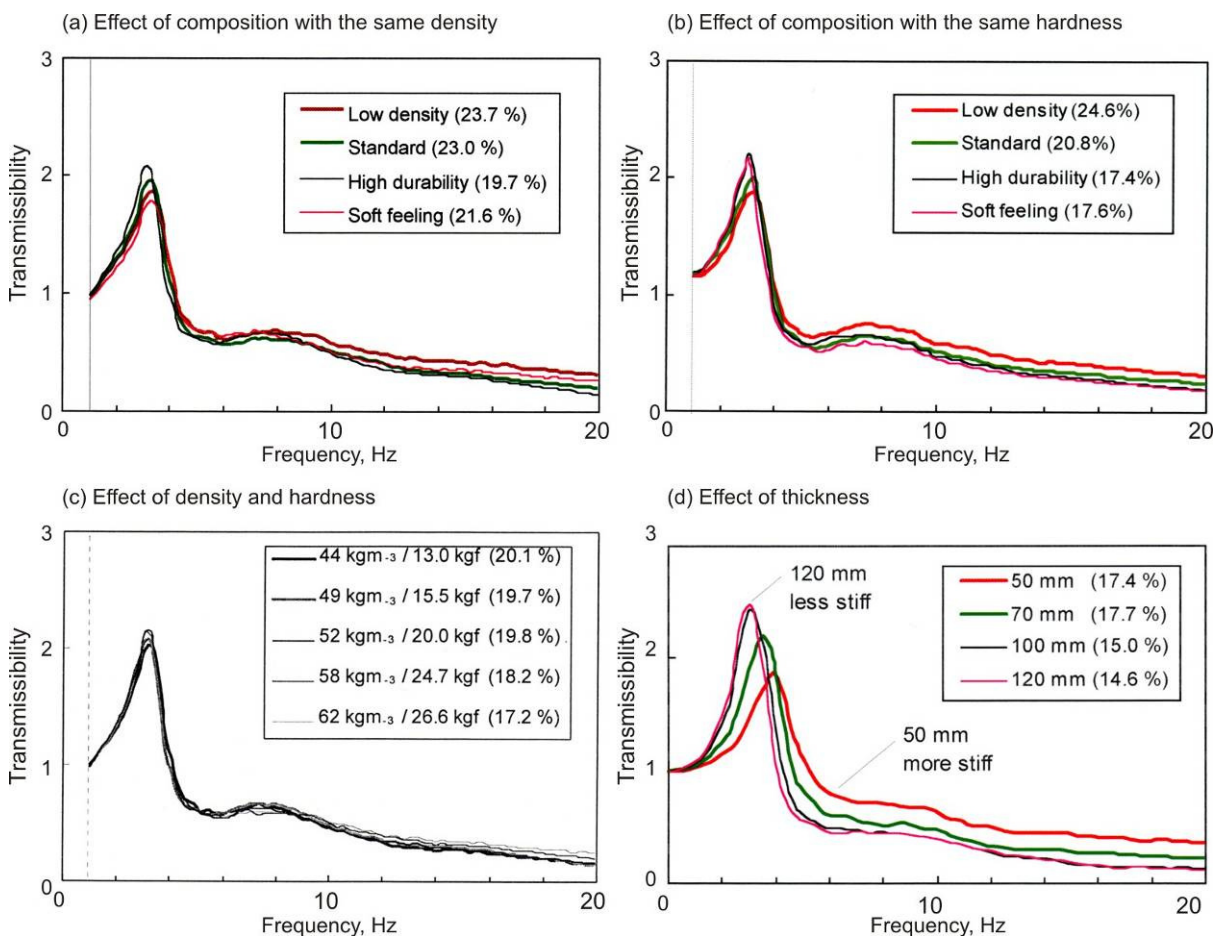 (a) Effect of composition with the same density
3
2
1
0
0
10
20
Transmissibility
Frequency, Hz
Low density (23.7 %)
Standard (23.0 %)
High durability (19.7 %)
Soft feeling (21.6 %)
(b) Effect of composition with the same hardness
3
2
1
0
0
10
20
Transmissibility
Frequency, Hz
Low density (24.6%)
Standard (20.8%)
High durability (17.4%)
Soft feeling (17.6%)
(c) Effect of density and hardness
3
2
1
0
0
10
20
Transmissibility
Frequency, Hz
44 kgm-3 / 13.0 kgf (20.1 %)
49 kgm-3 / 15.5 kgf (19.7 %)
52 kgm-3 / 20.0 kgf (19.8 %)
58 kgm-3 / 24.7 kgf (18.2 %)
62 kgm-3 / 26.6 kgf (17.2 %)
(d) Effect of thickness
3
2
1
0
0
10
20
Transmissibility
Frequency, Hz
120 mm
less stiff
50 mm
more stiff
50 mm (17.4 %)
70 mm (17.7 %)
100 mm (15.0 %)
120 mm (14.6 %)